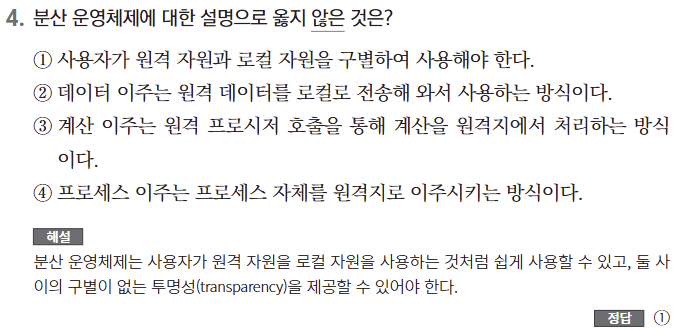 4. 분산 운영체제에 대한 설명으로 옳지 않은 것은?
① 사용자가 원격 자원과 로컬 자원을 구별하여 사용해야 한다.
② 데이터 이주는 원격 데이터를 로컬로 전송해 와서 사용하는 방식이다.
③ 계산 이주는 원격 프로시저 호출을 통해 계산을 원격지에서 처리하는 방식
이다.
④ 프로세스 이주는 프로세스 자체를 원격지로 이주시키는 방식이다.
해설
분산 운영체제는 사용자가 원격 자원을 로컬 자원을 사용하는 것처럼 쉽게 사용할 수 있고, 둘 사
이의 구별이 없는 투명성(transparency)을 제공할 수 있어야 한다.
정답 ①